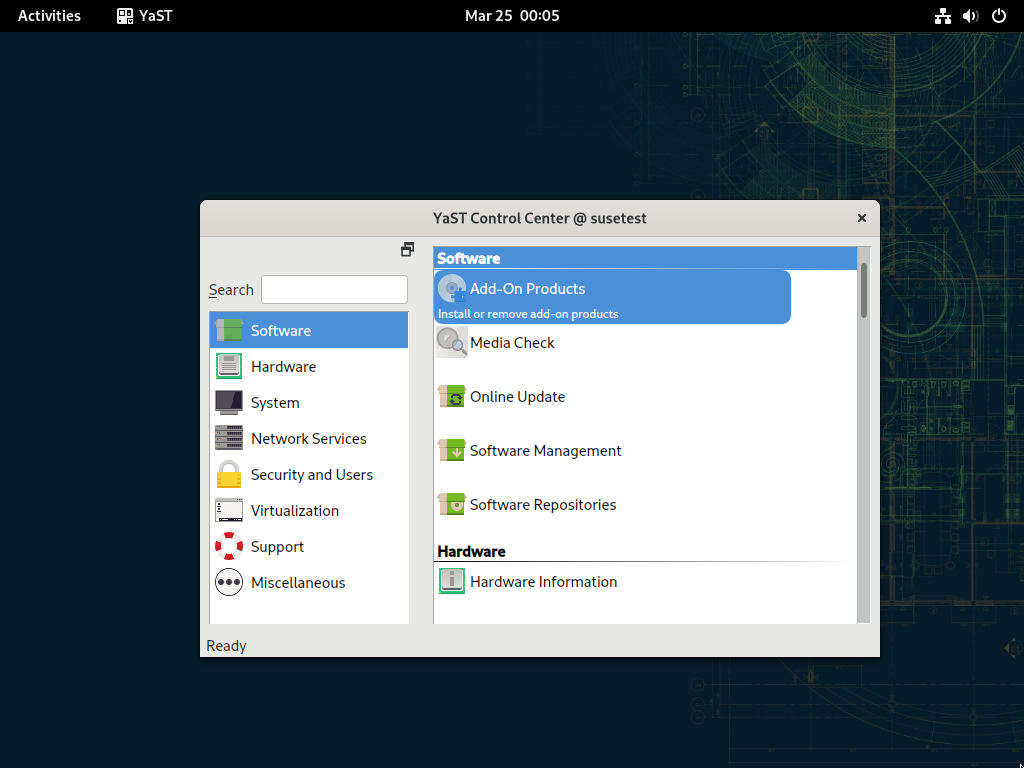 Activities YaST Mar 25 00:05
YaST Control Center @ susetest
Search
Software
Hardware
System
Network Services
Security and Users
Virtualization
Support
Miscellaneous
Software
Add-On Products
Install or remove add-on products
Media Check
Online Update
Software Management
Software Repositories
Hardware
Hardware Information
Ready